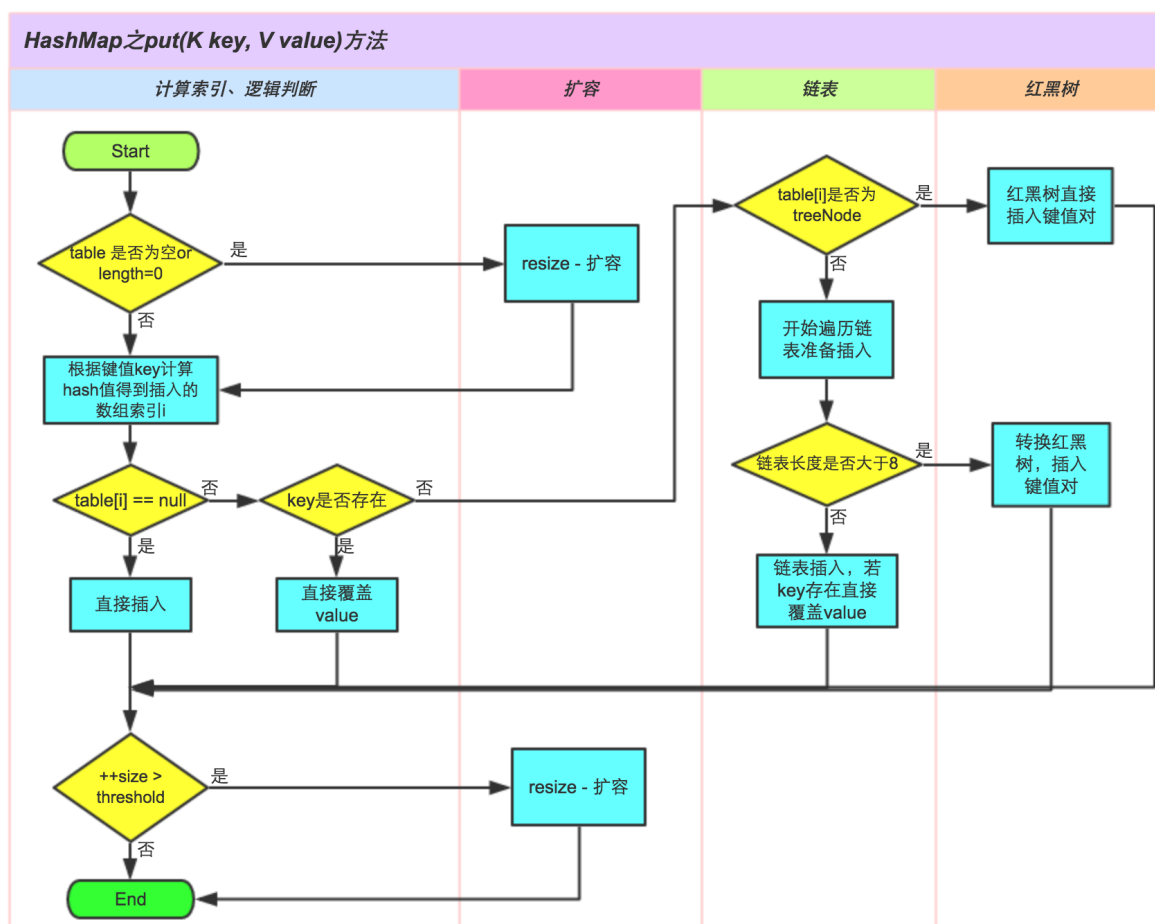 HashMap之put(K key, V value)方法
计算索引、逻辑判断
扩容
链表
红黑树
Start
table 是否为空or
length=0
是
resize - 扩容
否
根据键值key计算
hash值得到插入的
数组索引i
table[i] == null
否
key是否存在
否
是
直接插入
是
直接覆盖
value
table[i]是否为
treeNode
是
红黑树直接
插入键值对
否
开始遍历链
表准备插入
链表长度是否大于8
是
转换红黑
树，插入
键值对
否
链表插入，若
key存在直接
覆盖value
++size >
threshold
是
resize - 扩容
否
End